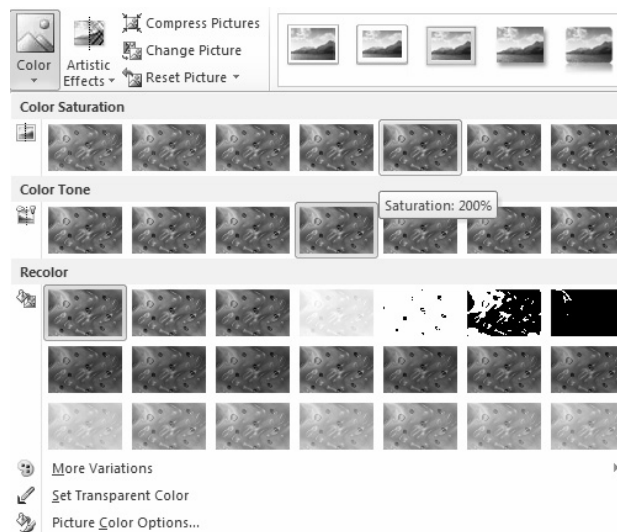 Color
Artistic
Effects
Compress Pictures
Change Picture
Reset Picture
Color Saturation
Color Tone
Saturation: 200%
Recolor
More Variations
Set Transparent Color
Picture Color Options...